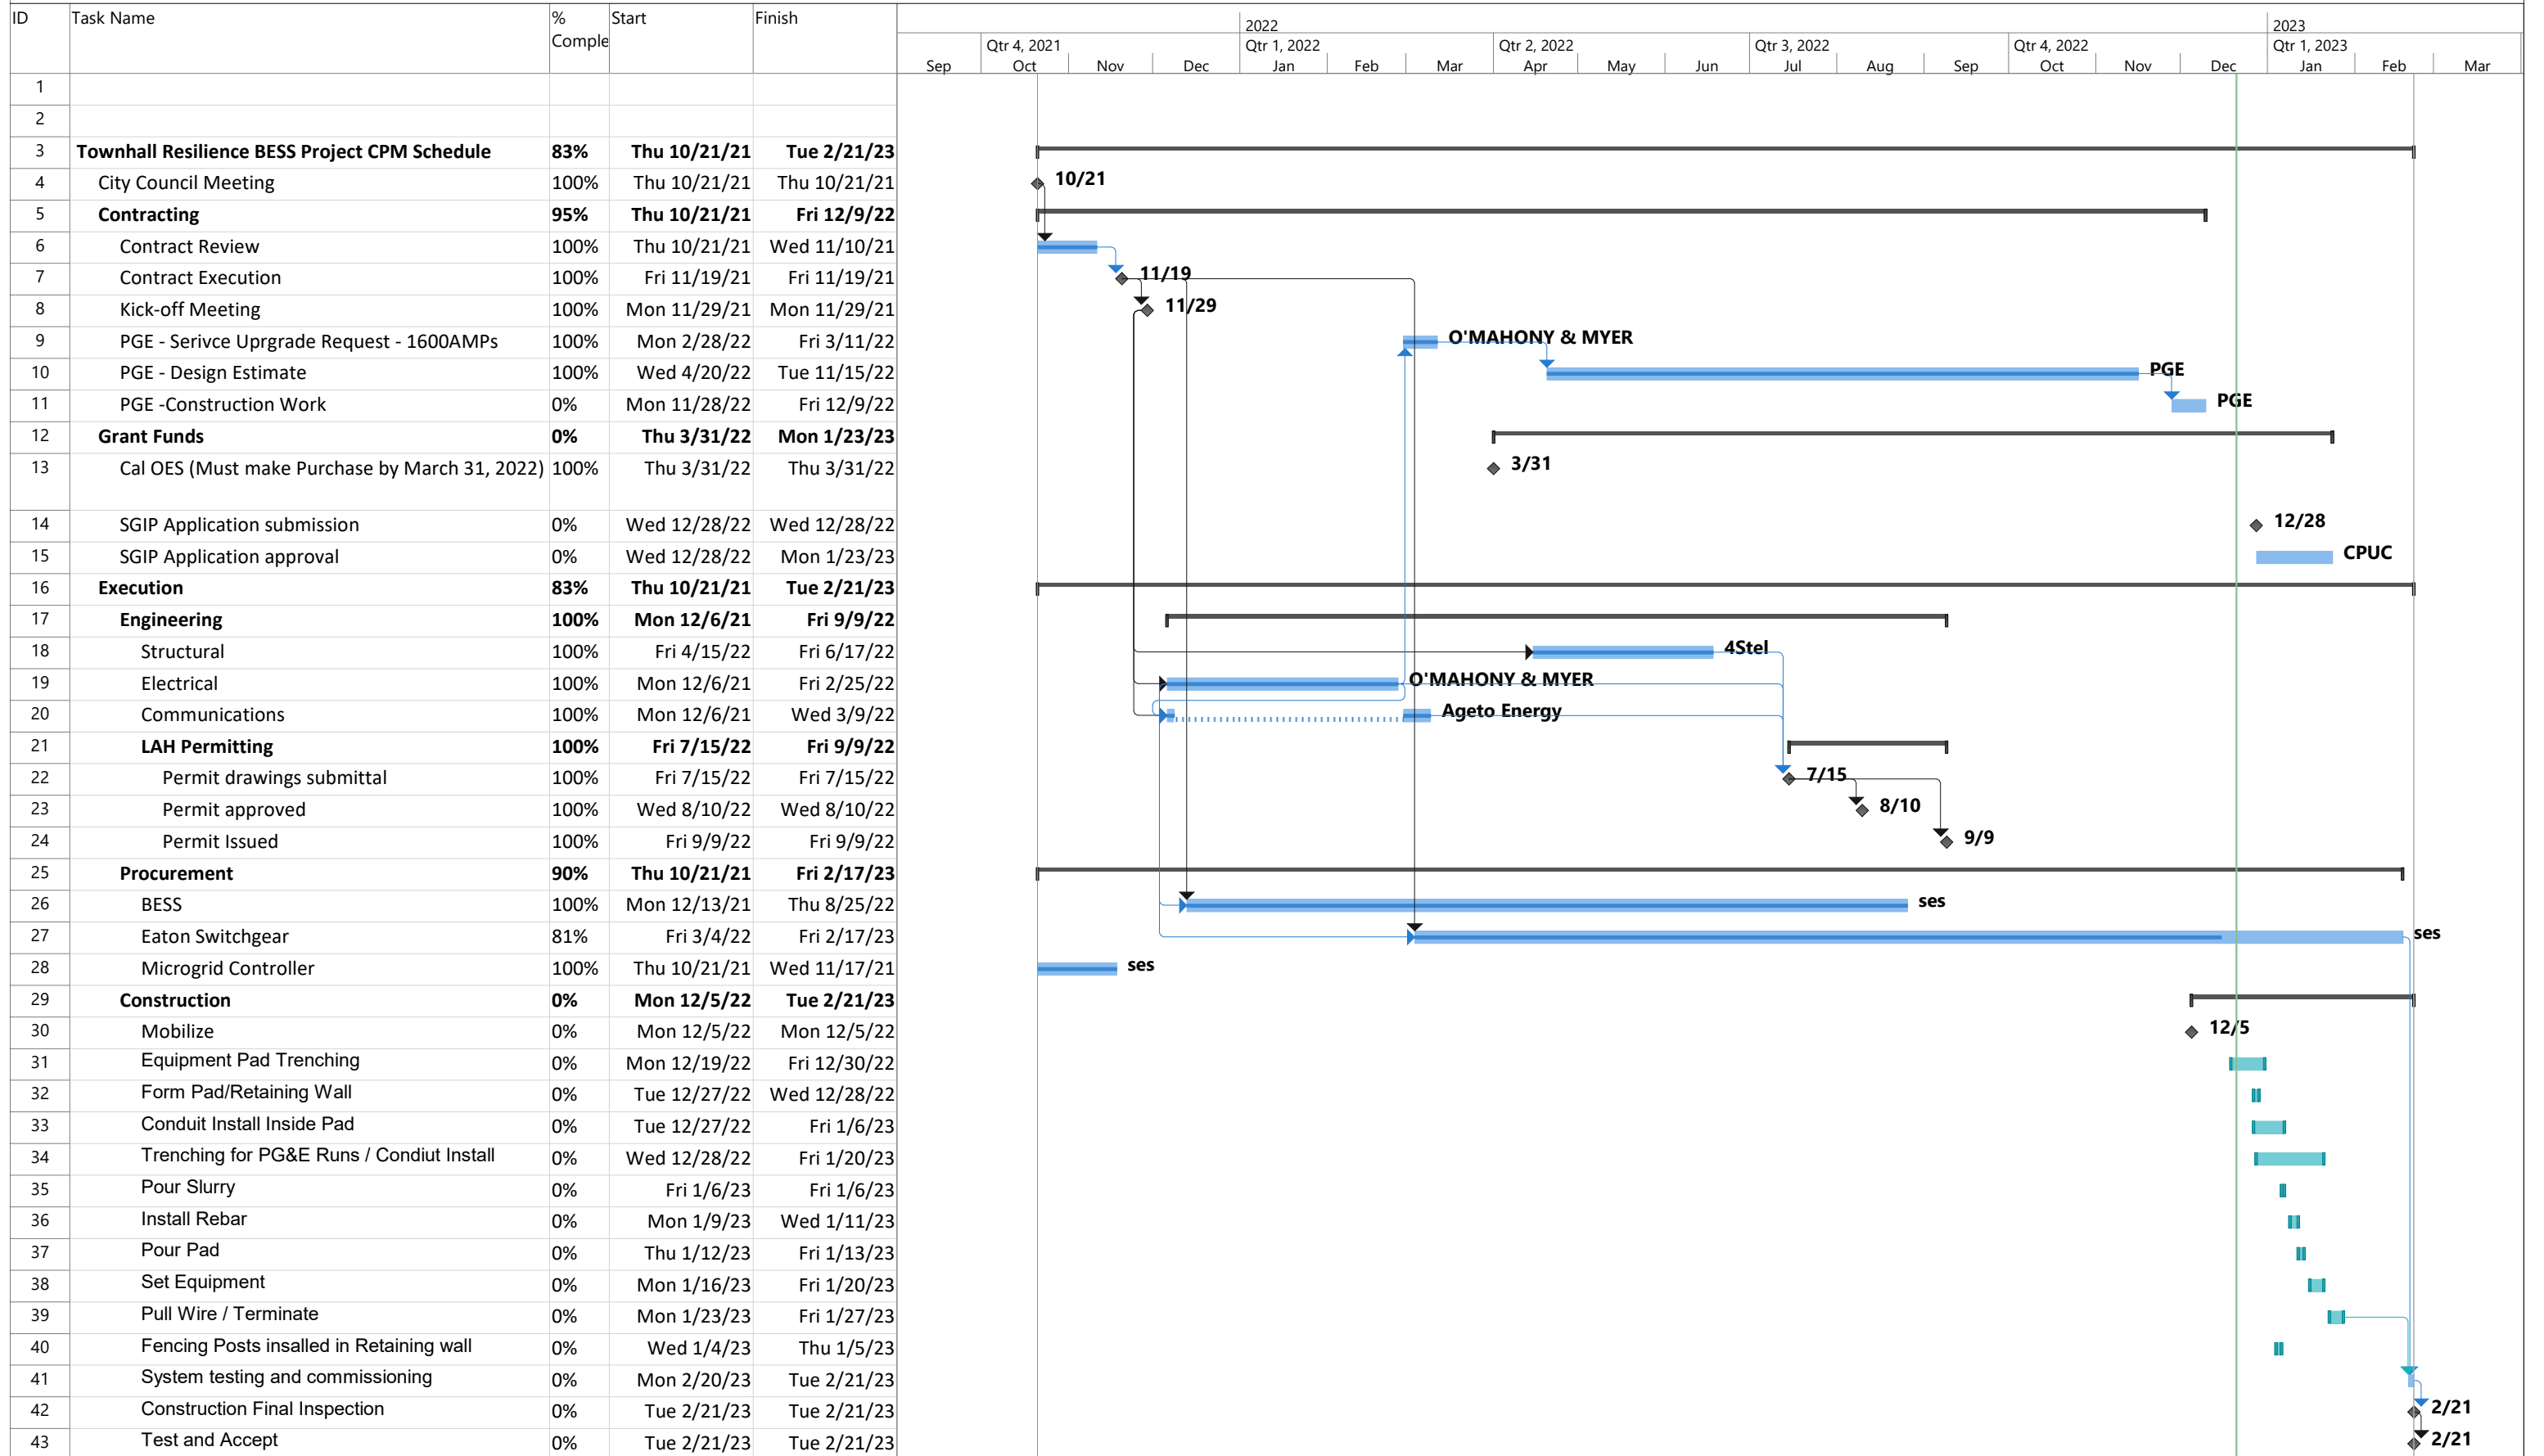 ID Task Name % Comple Start Finish
2022 2023
Qtr 4, 2021 Qtr 1, 2022 Qtr 2, 2022 Qtr 3, 2022 Qtr 4, 2022 Qtr 1, 2023
Sep Oct Nov Dec Jan Feb Mar Apr May Jun Jul Aug Sep Oct Nov Dec Jan Feb Mar
1
2
3 Townhall Resilience BESS Project CPM Schedule 83% Thu 10/21/21 Tue 2/21/23
4 City Council Meeting 100% Thu 10/21/21 Thu 10/21/21 10/21
5 Contracting 95% Thu 10/21/21 Fri 12/9/22
6 Contract Review 100% Thu 10/21/21 Wed 11/10/21
7 Contract Execution 100% Fri 11/19/21 Fri 11/19/21 11/19
8 Kick-off Meeting 100% Mon 11/29/21 Mon 11/29/21 11/29
9 PGE - Serivce Uprgrade Request - 1600AMPs 100% Mon 2/28/22 Fri 3/11/22 O'MAHONY & MYER
10 PGE - Design Estimate 100% Wed 4/20/22 Tue 11/15/22 PGE
11 PGE -Construction Work 0% Mon 11/28/22 Fri 12/9/22 PGE
12 Grant Funds 0% Thu 3/31/22 Mon 1/23/23
13 Cal OES (Must make Purchase by March 31, 2022) 100% Thu 3/31/22 Thu 3/31/22 3/31
14 SGIP Application submission 0% Wed 12/28/22 Wed 12/28/22 12/28
15 SGIP Application approval 0% Wed 12/28/22 Mon 1/23/23 CPUC
16 Execution 83% Thu 10/21/21 Tue 2/21/23
17 Engineering 100% Mon 12/6/21 Fri 9/9/22
18 Structural 100% Fri 4/15/22 Fri 6/17/22 4Stel
19 Electrical 100% Mon 12/6/21 Fri 2/25/22 O'MAHONY & MYER
20 Communications 100% Mon 12/6/21 Wed 3/9/22 Ageto Energy
21 LAH Permitting 100% Fri 7/15/22 Fri 9/9/22
22 Permit drawings submittal 100% Fri 7/15/22 Fri 7/15/22 7/15
23 Permit approved 100% Wed 8/10/22 Wed 8/10/22 8/10
24 Permit Issued 100% Fri 9/9/22 Fri 9/9/22 9/9
25 Procurement 90% Thu 10/21/21 Fri 2/17/23
26 BESS 100% Mon 12/13/21 Thu 8/25/22 ses
27 Eaton Switchgear 81% Fri 3/4/22 Fri 2/17/23 ses
28 Microgrid Controller 100% Thu 10/21/21 Wed 11/17/21 ses
29 Construction 0% Mon 12/5/22 Tue 2/21/23
30 Mobilize 0% Mon 12/5/22 Mon 12/5/22 12/5
31 Equipment Pad Trenching 0% Mon 12/19/22 Fri 12/30/22
32 Form Pad/Retaining Wall 0% Tue 12/27/22 Wed 12/28/22
33 Conduit Install Inside Pad 0% Tue 12/27/22 Fri 1/6/23
34 Trenching for PG&E Runs / Condiut Install 0% Wed 12/28/22 Fri 1/20/23
35 Pour Slurry 0% Fri 1/6/23 Fri 1/6/23
36 Install Rebar 0% Mon 1/9/23 Wed 1/11/23
37 Pour Pad 0% Thu 1/12/23 Fri 1/13/23
38 Set Equipment 0% Mon 1/16/23 Fri 1/20/23
39 Pull Wire / Terminate 0% Mon 1/23/23 Fri 1/27/23
40 Fencing Posts insalled in Retaining wall 0% Wed 1/4/23 Thu 1/5/23
41 System testing and commissioning 0% Mon 2/20/23 Tue 2/21/23
42 Construction Final Inspection 0% Tue 2/21/23 Tue 2/21/23 2/21
43 Test and Accept 0% Tue 2/21/23 Tue 2/21/23 2/21